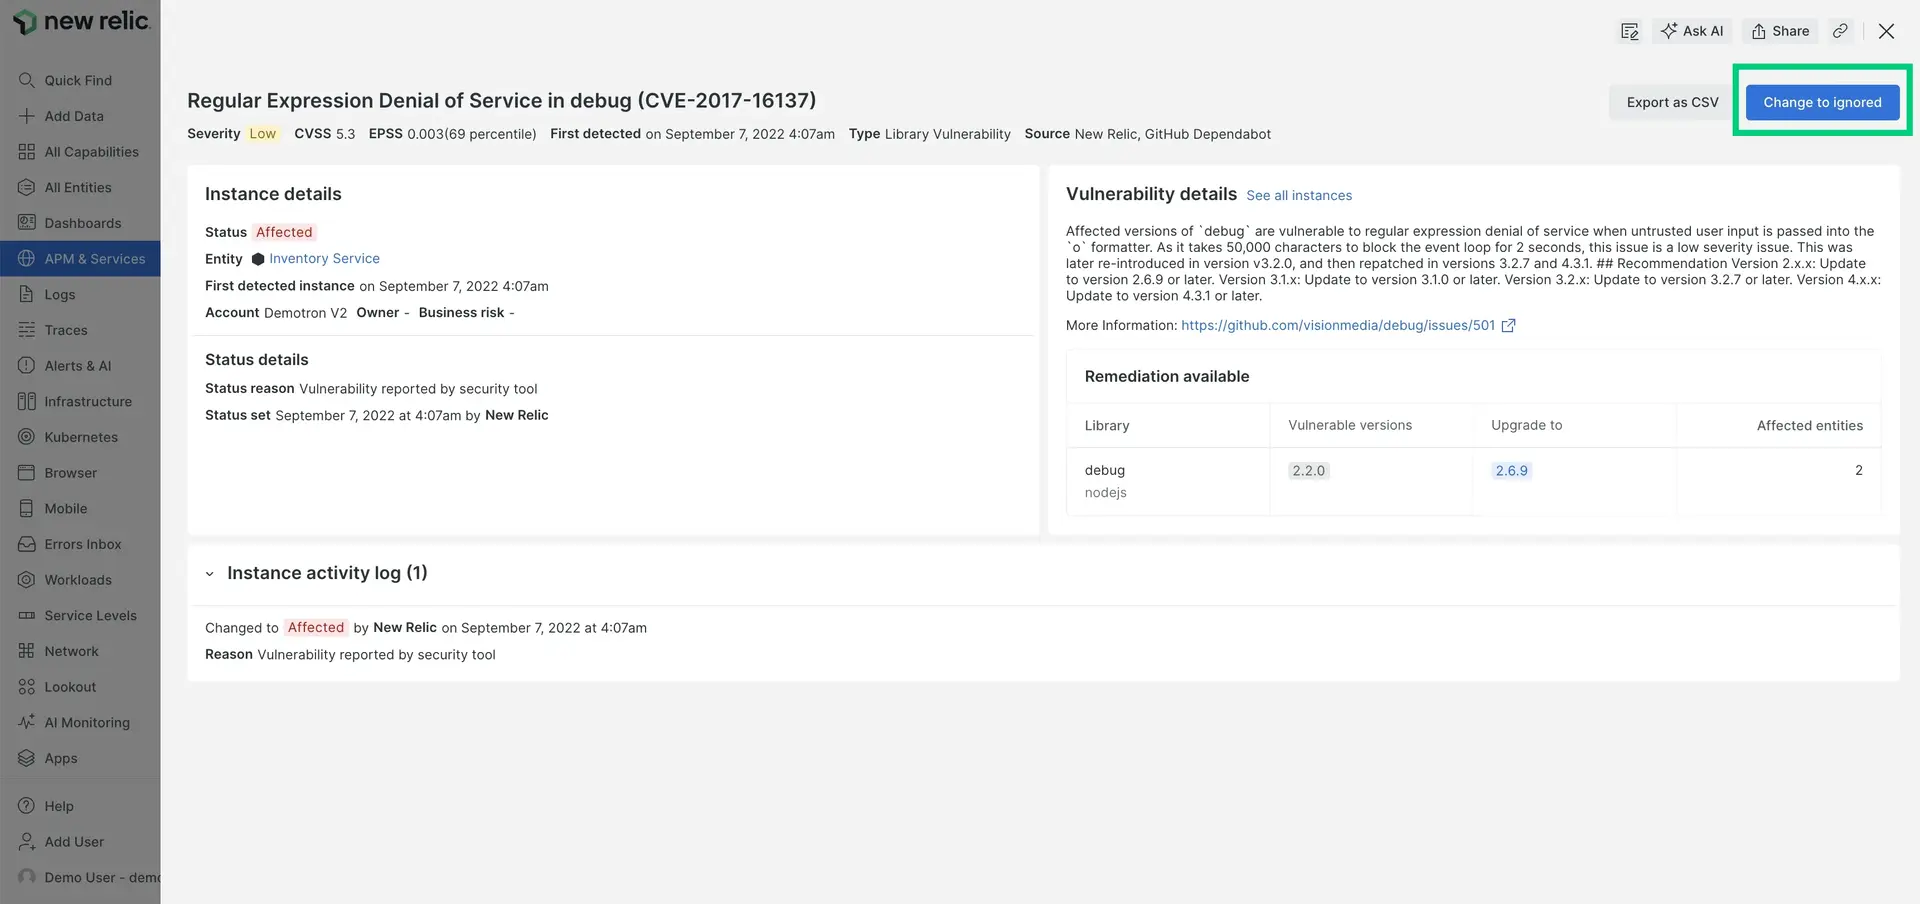 new relic
Quick Find
Add Data
All Capabilities
All Entities
Dashboards
APM & Services
Logs
Traces
Alerts & AI
Infrastructure
Kubernetes
Browser
Mobile
Errors Inbox
Workloads
Service Levels
Network
Lookout
AI Monitoring
Apps
Help
Add User
Demo User - demo
Ask AI
Share
Regular Expression Denial of Service in debug (CVE-2017-16137)
Export as CSV
Change to ignored
Severity Low CVSS 5.3 EPSS 0.003(69 percentile) First detected on September 7, 2022 4:07am Type Library Vulnerability Source New Relic, GitHub Dependabot
Instance details
Status Affected
Entity Inventory Service
First detected instance on September 7, 2022 4:07am
Account Demotron V2 Owner - Business risk -
Status details
Status reason Vulnerability reported by security tool
Status set September 7, 2022 at 4:07am by New Relic
Vulnerability details See all instances
Affected versions of `debug` are vulnerable to regular expression denial of service when untrusted user input is passed into the
`o` formatter. As it takes 50,000 characters to block the event loop for 2 seconds, this issue is a low severity issue. This was
later re-introduced in version v3.2.0, and then repatched in versions 3.2.7 and 4.3.1. ## Recommendation Version 2.x.x: Update
to version 2.6.9 or later. Version 3.1.x: Update to version 3.1.0 or later. Version 3.2.x: Update to version 3.2.7 or later. Version 4.x.x:
Update to version 4.3.1 or later.
More Information: https://github.com/visionmedia/debug/issues/501
Remediation available
Library Vulnerable versions Upgrade to Affected entities
debug 2.2.0 2.6.9 2
nodejs
Instance activity log (1)
Changed to Affected by New Relic on September 7, 2022 at 4:07am
Reason Vulnerability reported by security tool